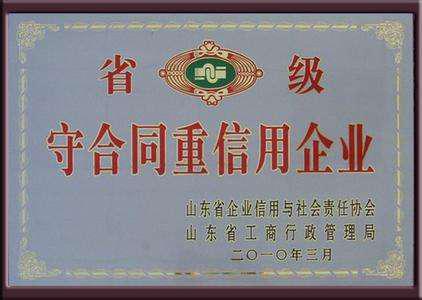 省 级
守合同重信用企业
山东省企业信用与社会责任协会
山东省工商行政管理局
二〇一〇年三月